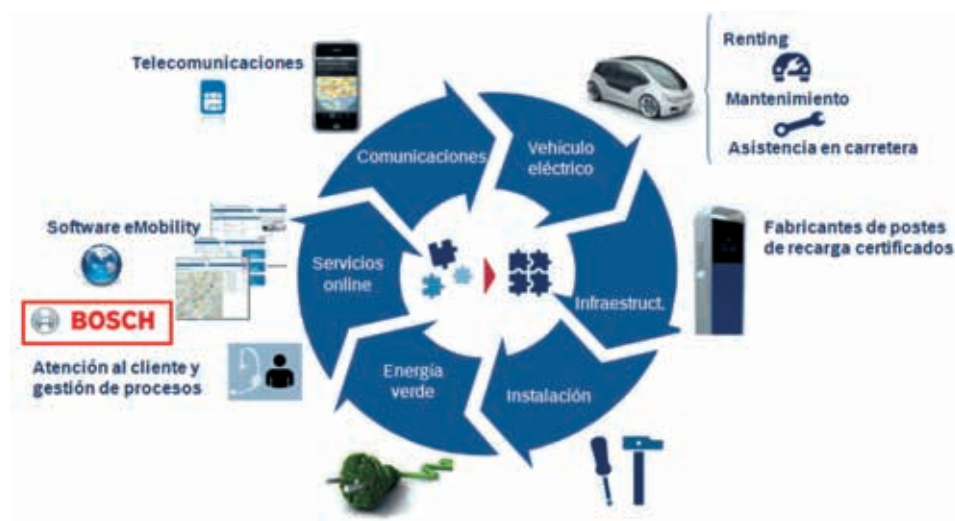 Telecomunicaciones
Renting
Mantenimiento
Asistencia en carretera
Comunicaciones
Vehículo
eléctrico
Software eMobility
Fabricantes de postes
de recarga certificados
Servicios
online
Infraestruct.
BOSCH
Atención al cliente y
gestión de procesos
Energía
verde
Instalación